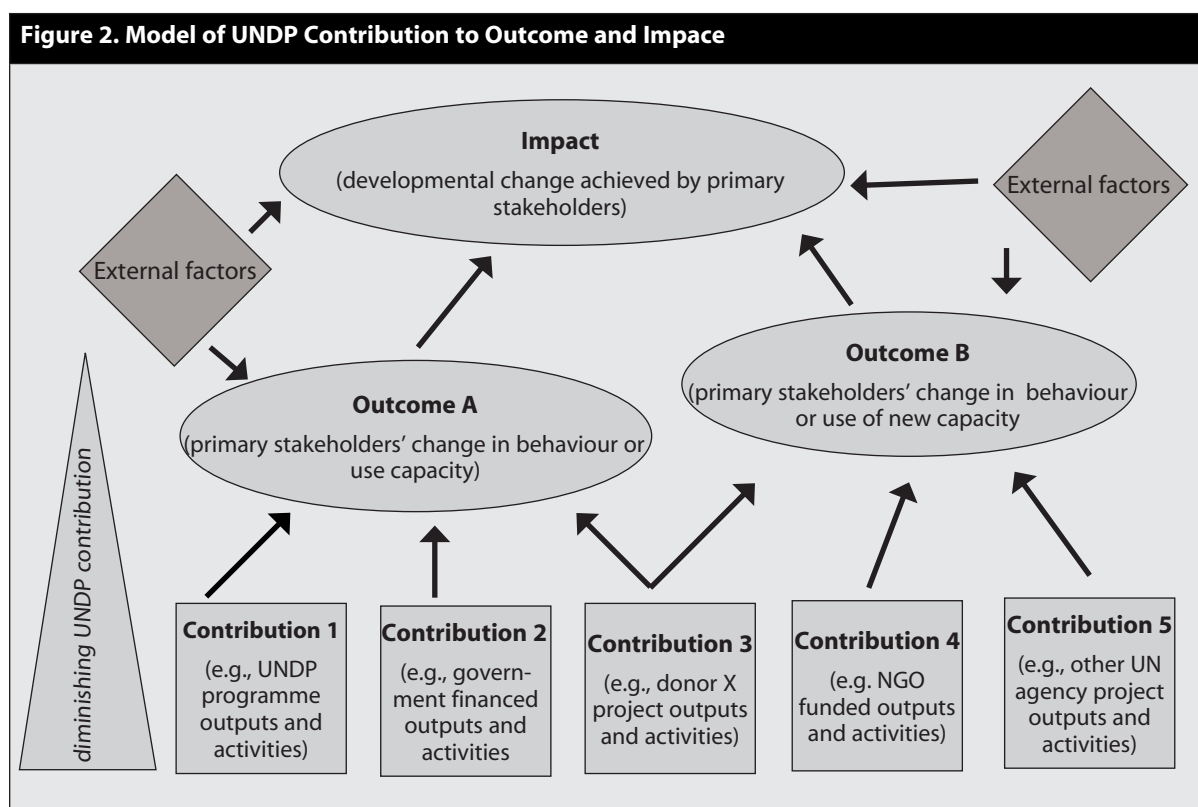 Figure 2. Model of UNDP Contribution to Outcome and Impace
Impact
(developmental change achieved by primary
stakeholders)
External factors
External factors
Outcome B
(primary stakeholders’ change in behaviour
or use of new capacity
Outcome A
(primary stakeholders’ change in behaviour or
use capacity)
diminishing UNDP contribution
Contribution 1
(e.g., UNDP
programme
outputs and
activities)
Contribution 2
(e.g., govern-
ment financed
outputs and
activities
Contribution 3
(e.g., donor X
project outputs
and activities)
Contribution 4
(e.g. NGO
funded outputs
and activities)
Contribution 5
(e.g., other UN
agency project
outputs and
activities)